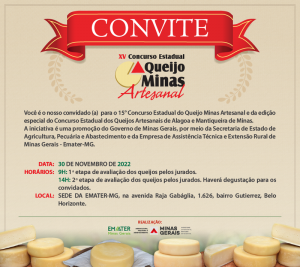 CONVITE
XV Concurso Estadual
Queijo
Minas
Artesanal
Você é o nosso convidado (a) para o 15º Concurso Estadual do Queijo Minas Artesanal e da edição
especial do Concurso Estadual dos Queijos Artesanais de Alagoa e Mantiqueira de Minas.
A iniciativa é uma promoção do Governo de Minas Gerais, por meio da Secretaria de Estado de
Agricultura, Pecuária e Abastecimento e da Empresa de Assistência Técnica e Extensão Rural de
Minas Gerais - Emater-MG.
DATA: 30 DE NOVEMBRO DE 2022
HORÁRIOS: 9H: 1ª etapa de avaliação dos queijos pelos jurados.
14H: 2ª etapa de avaliação dos queijos pelos jurados. Haverá degustação para os
convidados.
LOCAL: SEDE DA EMATER-MG, na avenida Raja Gabáglia, 1.626, bairro Gutierrez, Belo
Horizonte.
REALIZAÇÃO:
EMATER
Minas Gerais
MINAS
GERAIS